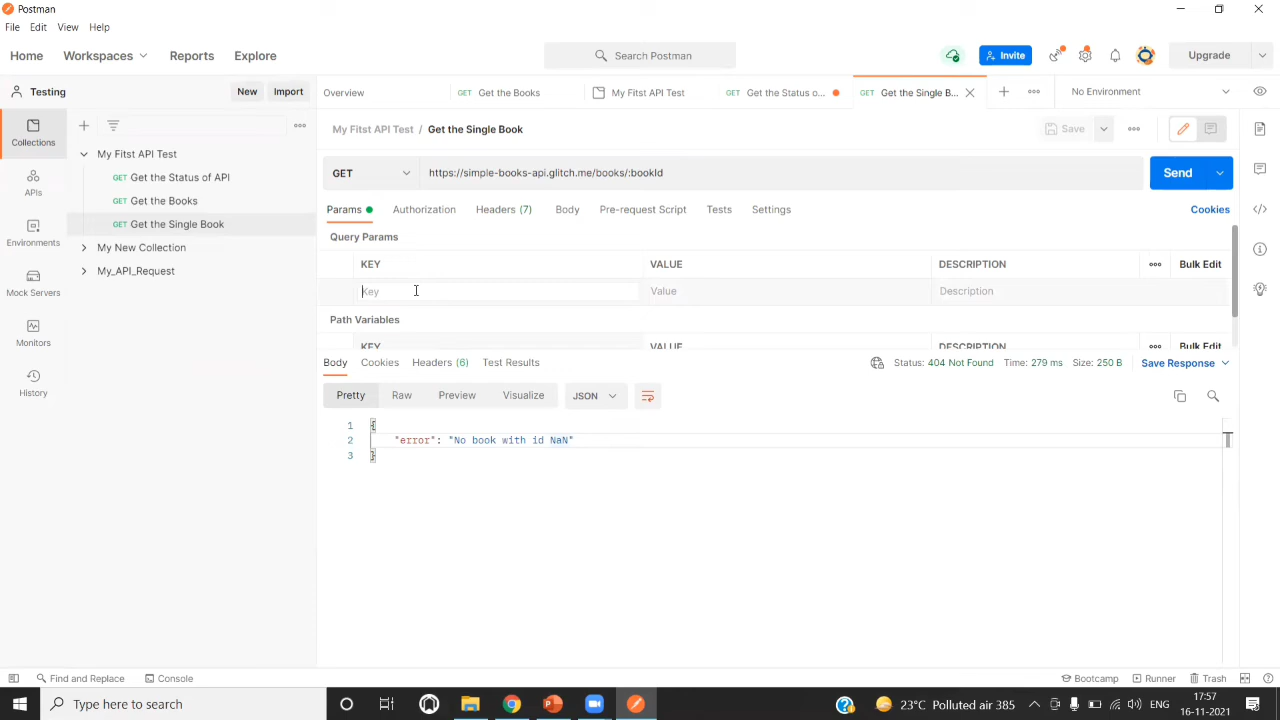 Postman
File Edit View Help
Home Workspaces Reports Explore Search Postman Invite Upgrade
Testing New Import Overview GET Get the Books My Fitst API Test GET Get the Status o... GET Get the Single B... No Environment
Collections
APIs
Environments
Mock Servers
Monitors
History
My Fitst API Test
GET Get the Status of API
GET Get the Books
GET Get the Single Book
My New Collection
My_API_Request
My Fitst API Test / Get the Single Book Save
GET https://simple-books-api.glitch.me/books/:bookId Send
Params Authorization Headers (7) Body Pre-request Script Tests Settings Cookies
Query Params
KEY VALUE DESCRIPTION Bulk Edit
Key Value Description
Path Variables
KEY VALUE DESCRIPTION Bulk Edit
Body Cookies Headers (6) Test Results Status: 404 Not Found Time: 279 ms Size: 250 B Save Response
Pretty Raw Preview Visualize JSON
1 {
2 "error": "No book with id NaN"
3 }
Find and Replace Console Bootcamp Runner Trash
Type here to search 23°C Polluted air 385 ENG 17:57
16-11-2021